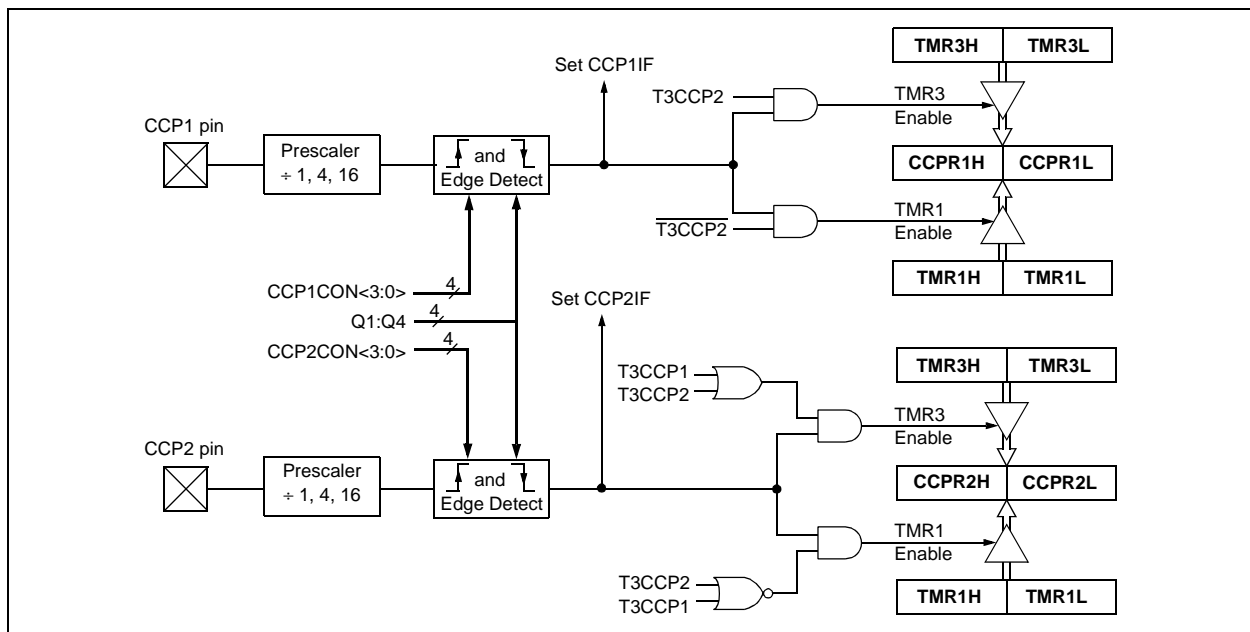 TMR3H TMR3L
Set CCP1IF
T3CCP2
TMR3
Enable
CCP1 pin
Prescaler
÷ 1, 4, 16
and
Edge Detect
CCPR1H CCPR1L
TMR1
Enable
T3CCP2
TMR1H TMR1L
CCP1CON<3:0> 4
Q1:Q4 4
CCP2CON<3:0> 4
Set CCP2IF
TMR3H TMR3L
T3CCP1
T3CCP2
TMR3
Enable
CCP2 pin
Prescaler
÷ 1, 4, 16
and
Edge Detect
CCPR2H CCPR2L
TMR1
Enable
T3CCP2
T3CCP1
TMR1H TMR1L